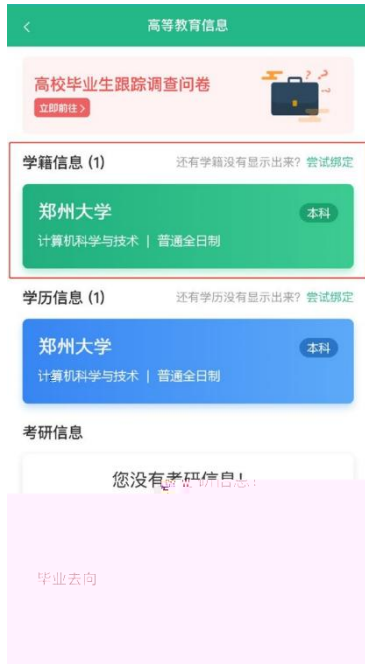 高等教育信息
高校毕业生跟踪调查问卷
立即前往>
学籍信息 (1) 还有学籍没有显示出来？尝试绑定
郑州大学 本科
计算机科学与技术 | 普通全日制
学历信息 (1) 还有学历没有显示出来？尝试绑定
郑州大学 本科
计算机科学与技术 | 普通全日制
考研信息
您没有考研信息！
毕业去向